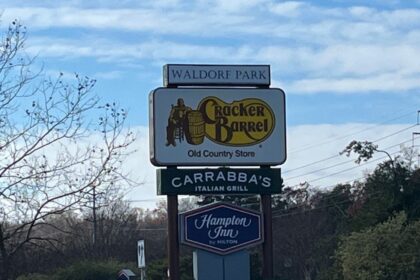 WALDORF PARK
Cracker
Barrel
Old Country Store
CARRABBA'S
ITALIAN GRILL
Hampton
Inn
by HILTON